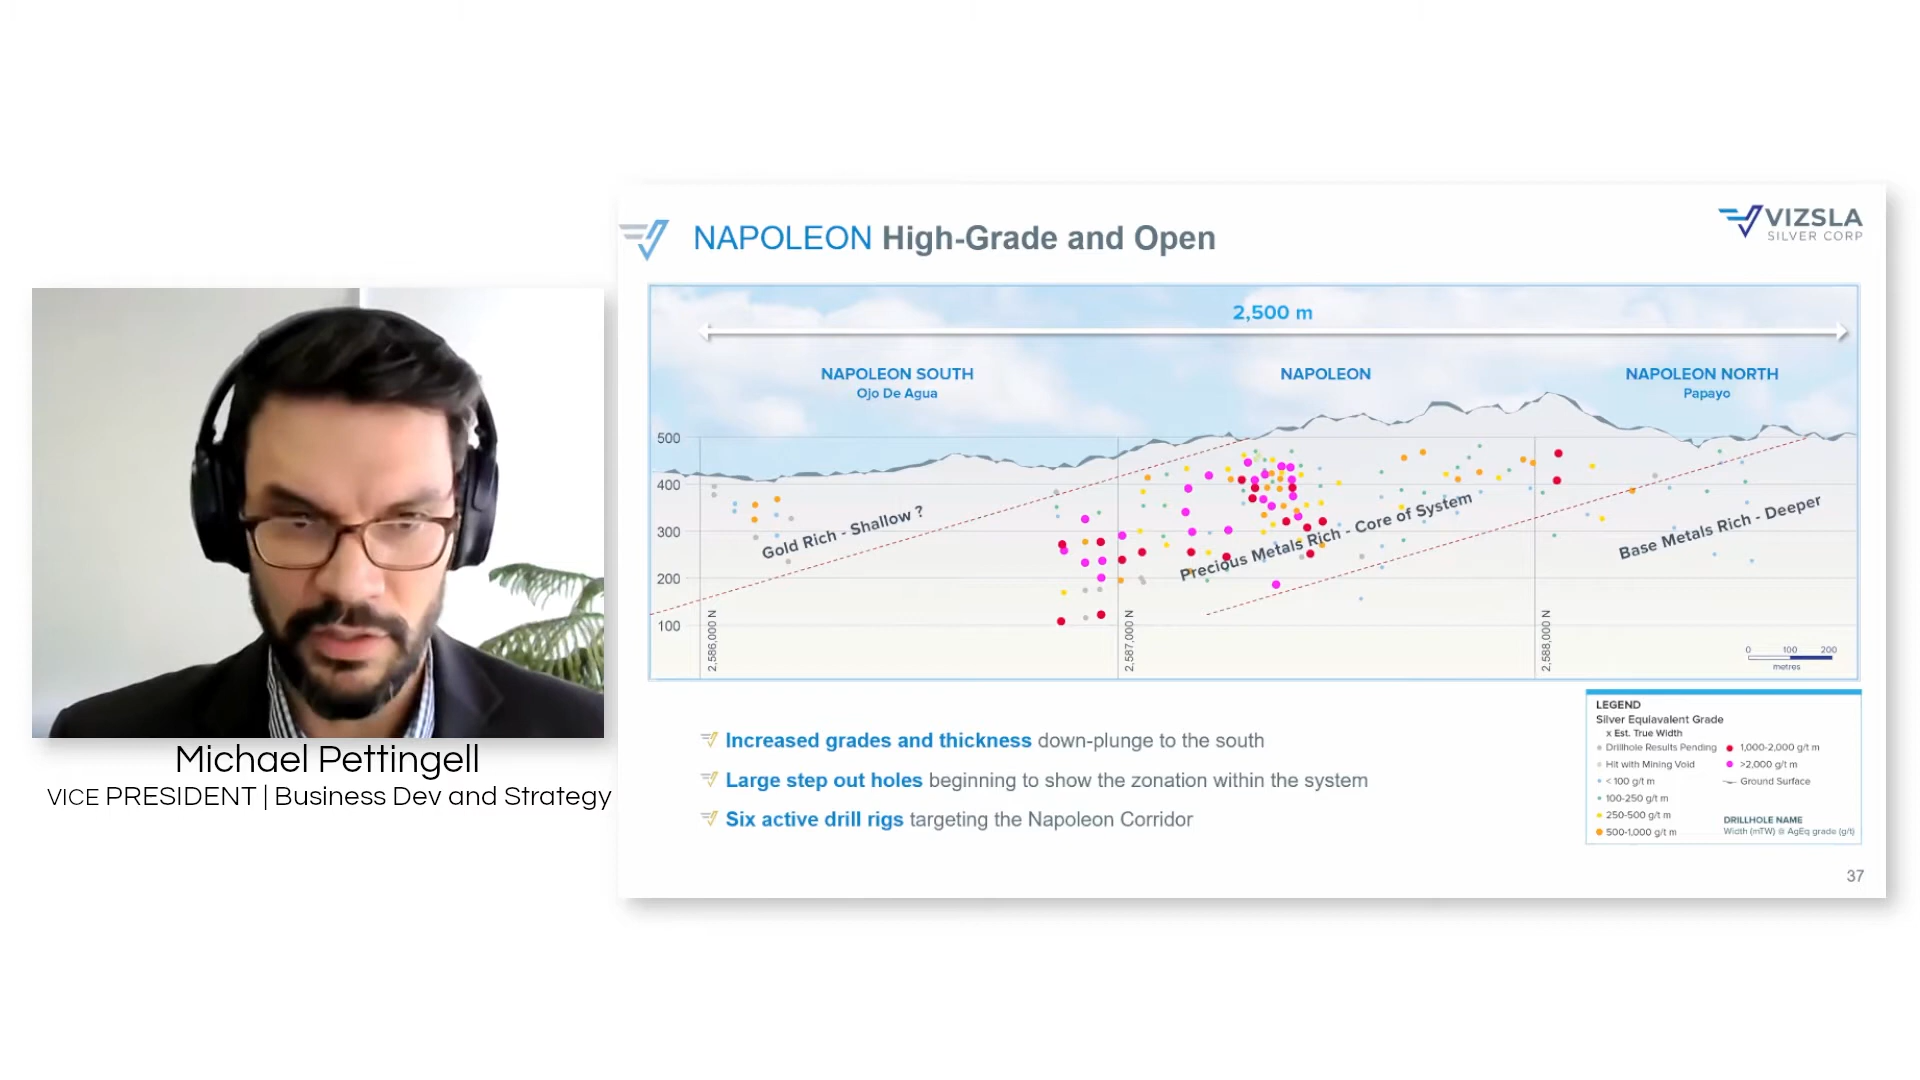 NAPOLEON High-Grade and Open
VIZSLA
SILVER CORP
2,500 m
NAPOLEON SOUTH
Ojo De Agua
NAPOLEON
NAPOLEON NORTH
Papayo
500
400
300
200
100
Gold Rich - Shallow ?
Precious Metals Rich - Core of System
Base Metals Rich - Deeper
2,586,000 N
2,587,000 N
2,588,000 N
0 100 200
metres
Increased grades and thickness down-plunge to the south
Large step out holes beginning to show the zonation within the system
Six active drill rigs targeting the Napoleon Corridor
LEGEND
Silver Equiavalent Grade
x Est. True Width
Drillhole Results Pending
Hit with Mining Void
< 100 g/t m
100-250 g/t m
250-500 g/t m
500-1,000 g/t m
1,000-2,000 g/t m
>2,000 g/t m
Ground Surface
DRILLHOLE NAME
Width (mTW) @ AgEq grade (g/t)
37
Michael Pettingell
VICE PRESIDENT | Business Dev and Strategy